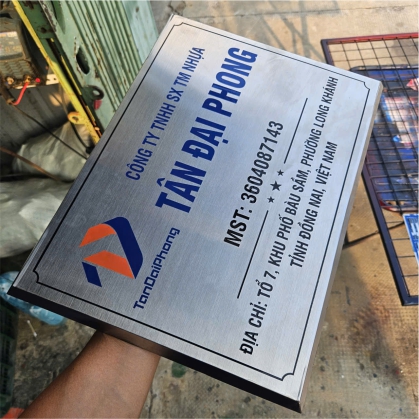 CÔNG TY TNHH SX TM NHỰA
TÂN ĐẠI PHONG
TanDaiPhong
MST: 3604087143
ĐỊA CHỈ: TỔ 7, KHU PHỐ BÀU SẦM, PHƯỜNG LONG KHÁNH
TỈNH ĐỒNG NAI, VIỆT NAM